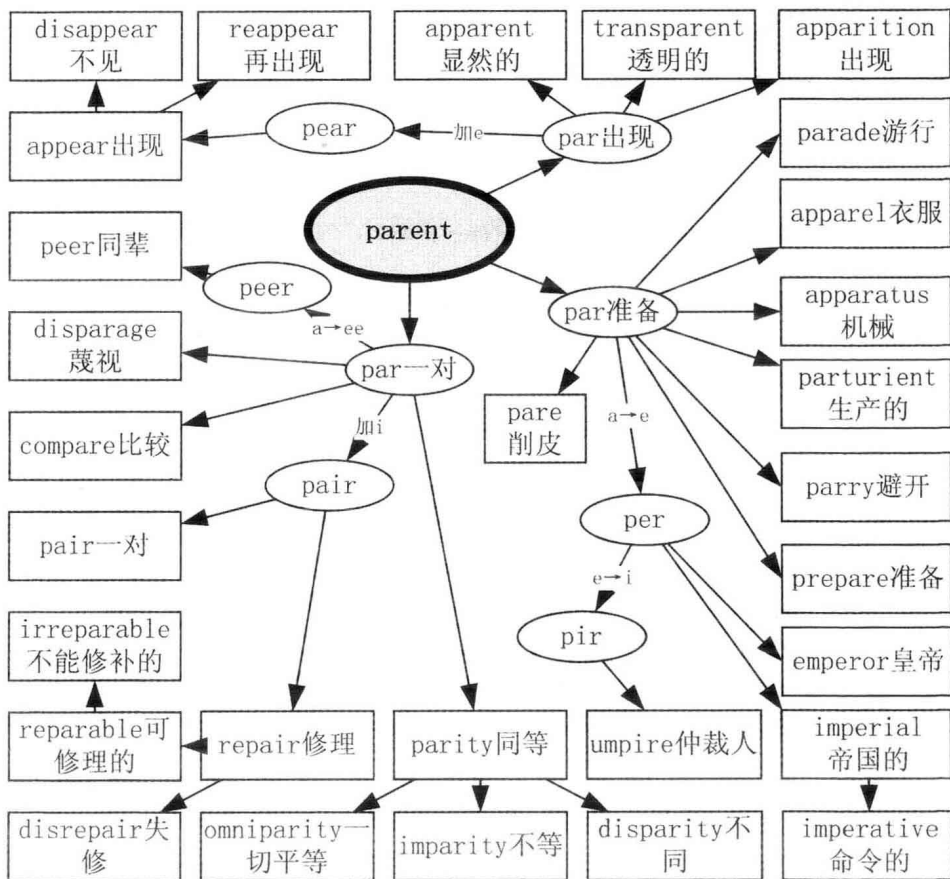 disappear
不见
reappear
再出现
apparent
显然的
transparent
透明的
apparition
出现
appear出现
pear
加e
par出现
parade游行
parent
apparel衣服
peer同辈
peer
a→ee
par准备
apparatus
机械
disparage
蔑视
par一对
parturient
生产的
pare
削皮
a→e
compare比较
加i
pair
parry避开
per
pair一对
e→i
prepare准备
pir
irreparable
不能修补的
emperor皇帝
reparable可
修理的
repair修理
parity同等
umpire仲裁人
imperial
帝国的
disrepair失
修
omniparity一
切平等
imparity不等
disparity不
同
imperative
命令的